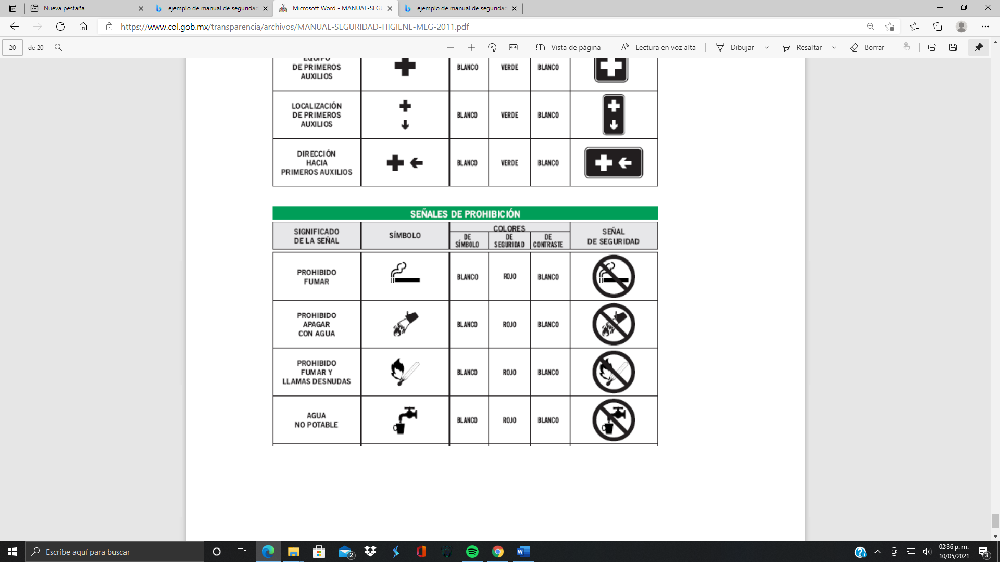 Nueva pestaña
ejemplo de manual de seguridad
Microsoft Word - MANUAL-SEGU
ejemplo de manual de seguridad
https://www.col.gob.mx/transparencia/archivos/MANUAL-SEGURIDAD-HIGIENE-MEG-2011.pdf
20 de 20
Vista de página
Lectura en voz alta
Dibujar
Resaltar
Borrar
EQUIPO
DE PRIMEROS
AUXILIOS
BLANCO
VERDE
BLANCO
LOCALIZACIÓN
DE PRIMEROS
AUXILIOS
BLANCO
VERDE
BLANCO
DIRECCIÓN
HACIA
PRIMEROS AUXILIOS
BLANCO
VERDE
BLANCO
SEÑALES DE PROHIBICIÓN
SIGNIFICADO
DE LA SEÑAL
SÍMBOLO
COLORES
DE
SÍMBOLO
DE
SEGURIDAD
DE
CONTRASTE
SEÑAL
DE SEGURIDAD
PROHIBIDO
FUMAR
BLANCO
ROJO
BLANCO
PROHIBIDO
APAGAR
CON AGUA
BLANCO
ROJO
BLANCO
PROHIBIDO
FUMAR Y
LLAMAS DESNUDAS
BLANCO
ROJO
BLANCO
AGUA
NO POTABLE
BLANCO
ROJO
BLANCO
Escribe aquí para buscar
2
02:36 p. m.
10/05/2021
3